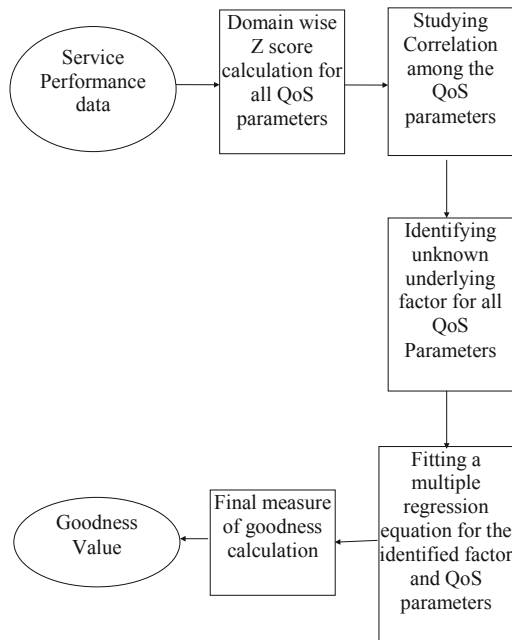 Service
Performance
data
Domain wise
Z score
calculation for
all QoS
parameters
Studying
Correlation
among the
QoS
parameters
Identifying
unknown
underlying
factor for all
QoS
Parameters
Fitting a
multiple
regression
equation for the
identified factor
and QoS
parameters
Final measure
of goodness
calculation
Goodness
Value